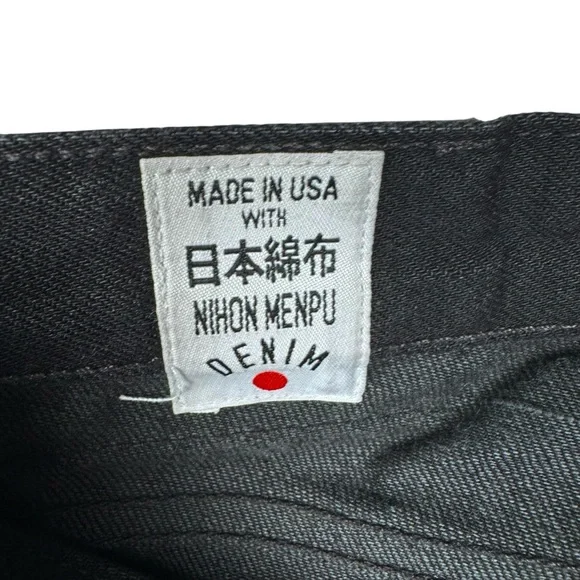 MADE IN USA
WITH
日本綿布
NIHON MENPU
DENIM